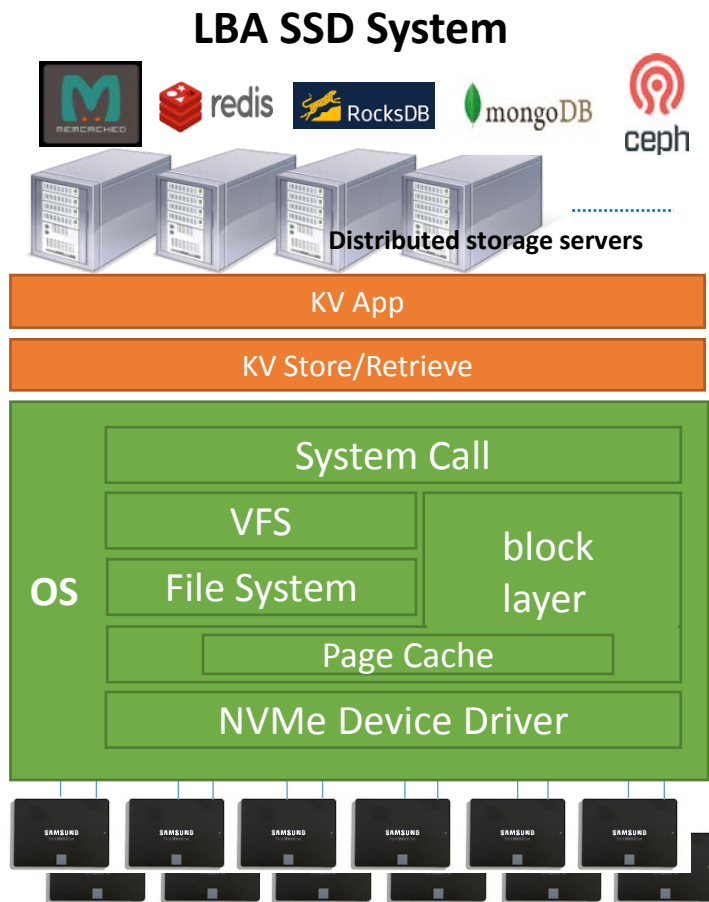 LBA SSD System
MEMCACHED
redis
RocksDB
mongoDB
ceph
Distributed storage servers
KV App
KV Store/Retrieve
System Call
VFS
block
layer
OS
File System
Page Cache
NVMe Device Driver
SAMSUNG
SAMSUNG
SAMSUNG
SAMSUNG
SAMSUNG
SAMSUNG